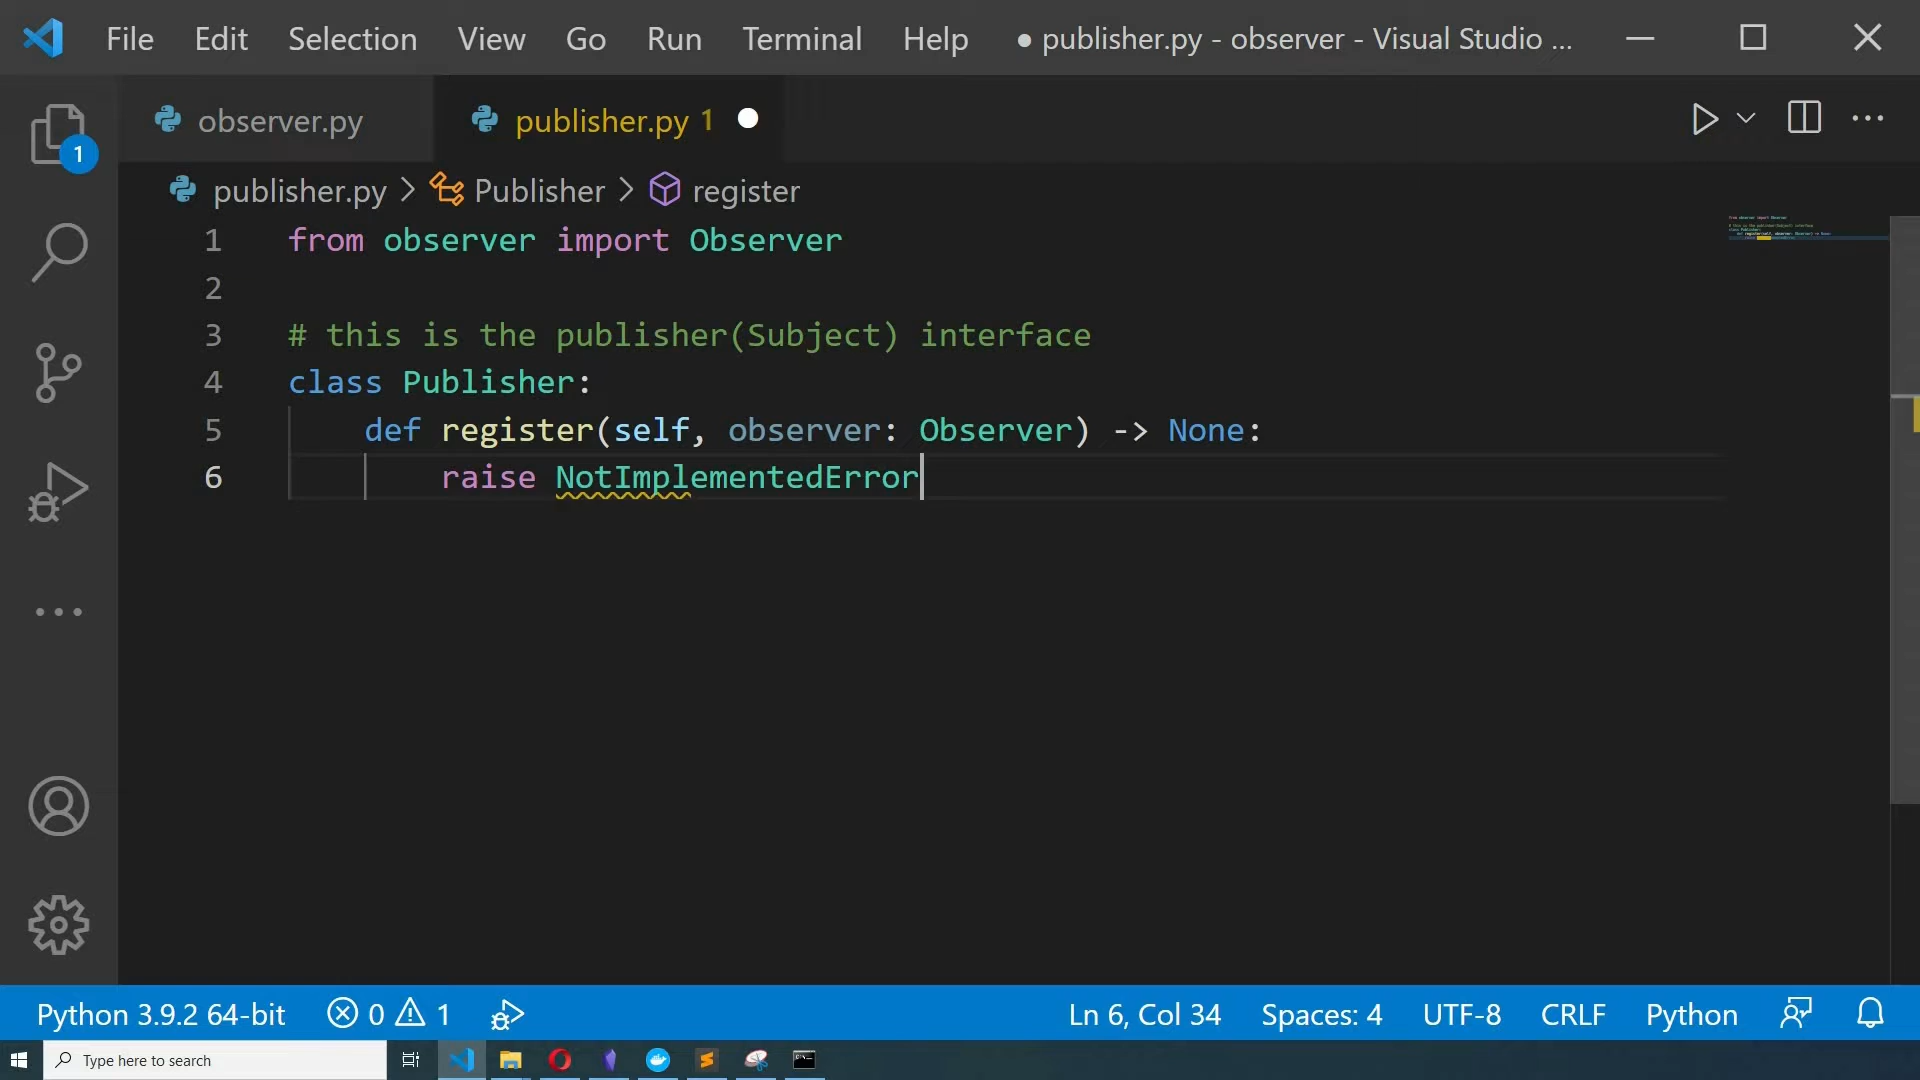 File Edit Selection View Go Run Terminal Help ● publisher.py - observer - Visual Studio ...
observer.py publisher.py 1
1
publisher.py > Publisher > register
1 from observer import Observer
2
3 # this is the publisher(Subject) interface
4 class Publisher:
5 def register(self, observer: Observer) -> None:
6 raise NotImplementedError
Python 3.9.2 64-bit 0 1 Ln 6, Col 34 Spaces: 4 UTF-8 CRLF Python
Type here to search